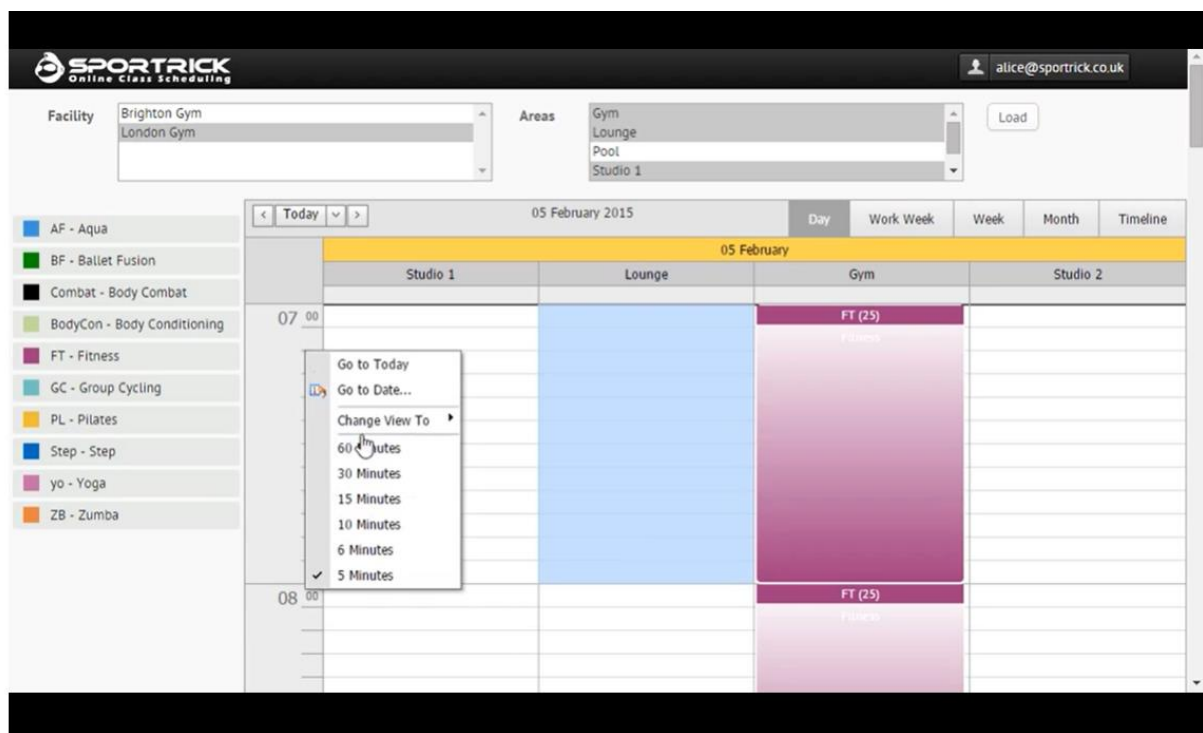 SPORTRICK
Online Class Scheduling
alice@sportrick.co.uk
Facility
Brighton Gym
London Gym
Areas
Gym
Lounge
Pool
Studio 1
Load
Today
05 February 2015
Day
Work Week
Week
Month
Timeline
AF - Aqua
BF - Ballet Fusion
Combat - Body Combat
BodyCon - Body Conditioning
FT - Fitness
GC - Group Cycling
PL - Pilates
Step - Step
yo - Yoga
ZB - Zumba
05 February
Studio 1
Lounge
Gym
Studio 2
07 00
FT (25)
Fitness
Go to Today
Go to Date...
Change View To
60
30 Minutes
15 Minutes
10 Minutes
6 Minutes
5 Minutes
08 00
FT (25)
Fitness